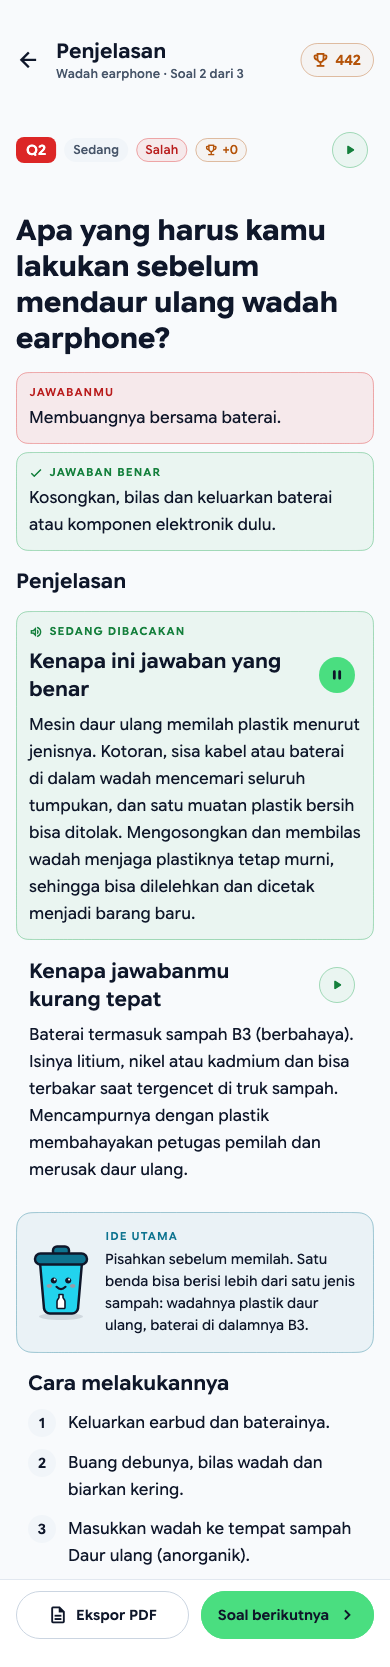 Penjelasan
Wadah earphone · Soal 2 dari 3
442
Q2
Sedang
Salah
+0
Apa yang harus kamu
lakukan sebelum
mendaur ulang wadah
earphone?
JAWABANMU
Membuangnya bersama baterai.
JAWABAN BENAR
Kosongkan, bilas dan keluarkan baterai
atau komponen elektronik dulu.
Penjelasan
SEDANG DIBACAKAN
Kenapa ini jawaban yang
benar
Mesin daur ulang memilah plastik menurut
jenisnya. Kotoran, sisa kabel atau baterai
di dalam wadah mencemari seluruh
tumpukan, dan satu muatan plastik bersih
bisa ditolak. Mengosongkan dan membilas
wadah menjaga plastiknya tetap murni,
sehingga bisa dilelehkan dan dicetak
menjadi barang baru.
Kenapa jawabanmu
kurang tepat
Baterai termasuk sampah B3 (berbahaya).
Isinya litium, nikel atau kadmium dan bisa
terbakar saat tergencet di truk sampah.
Mencampurnya dengan plastik
membahayakan petugas pemilah dan
merusak daur ulang.
IDE UTAMA
Pisahkan sebelum memilah. Satu
benda bisa berisi lebih dari satu jenis
sampah: wadahnya plastik daur
ulang, baterai di dalamnya B3.
Cara melakukannya
1 Keluarkan earbud dan baterainya.
2 Buang debunya, bilas wadah dan
biarkan kering.
3 Masukkan wadah ke tempat sampah
Daur ulang (anorganik).
Ekspor PDF
Soal berikutnya